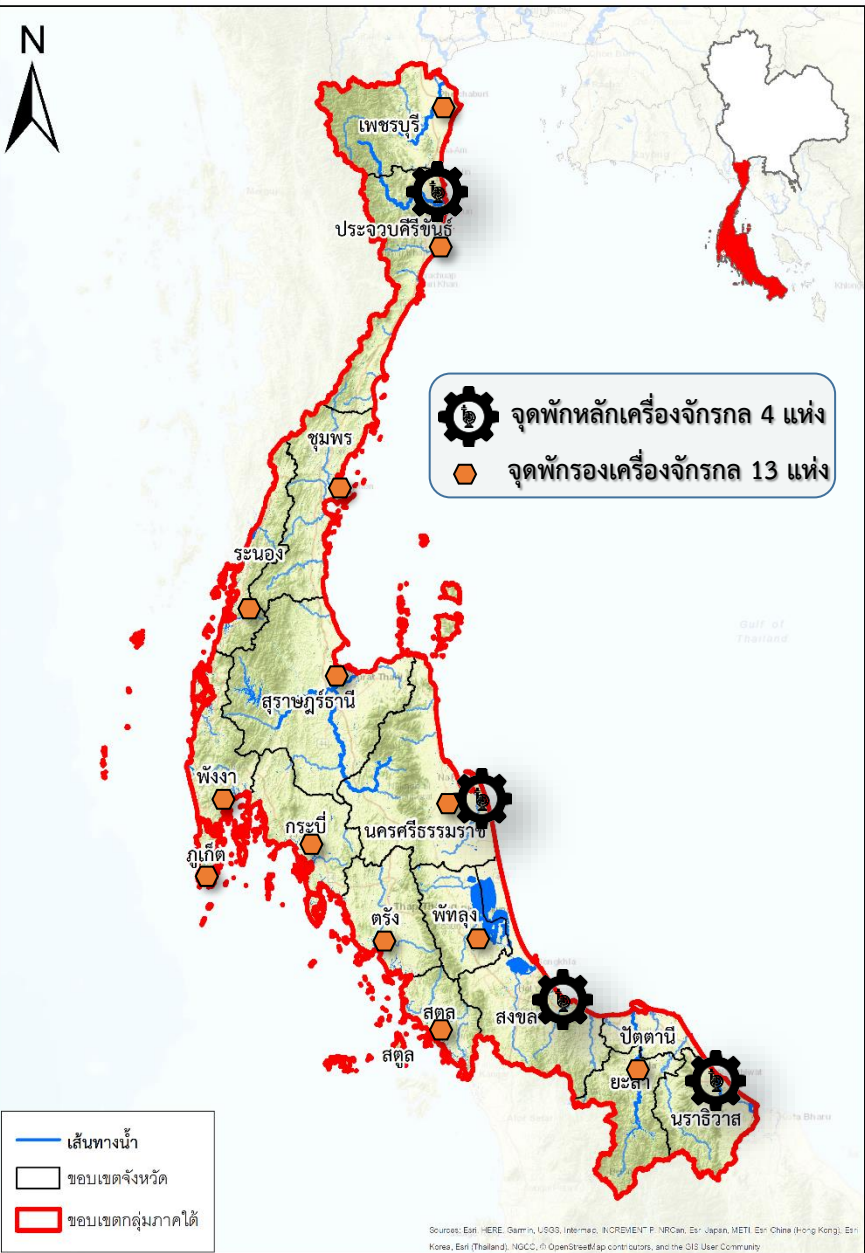 N
เพชรบุรี
ประจวบคีรีขันธ์
จุดพักหลักเครื่องจักรกล 4 แห่ง
จุดพักรองเครื่องจักรกล 13 แห่ง
ชุมพร
ระนอง
Gulf of
Thailand
สุราษฎร์ธานี
พังงา
กระบี่
นครศรีธรรมราช
ภูเก็ต
ตรัง
พัทลุง
สตูล
สงขล
ปัตตานี
สตูล
ยะลา
นราธิวาส
เส้นทางน้ำ
ขอบเขตจังหวัด
ขอบเขตกลุ่มภาคใต้
Sources: Esri, HERE, Garmin, USGS, Intermap, INCREMENT P, NRCan, Esri Japan, METI, Esri China (Hong Kong), Esri
Korea, Esri (Thailand), NGCC, © OpenStreetMap contributors, and the GIS User Community